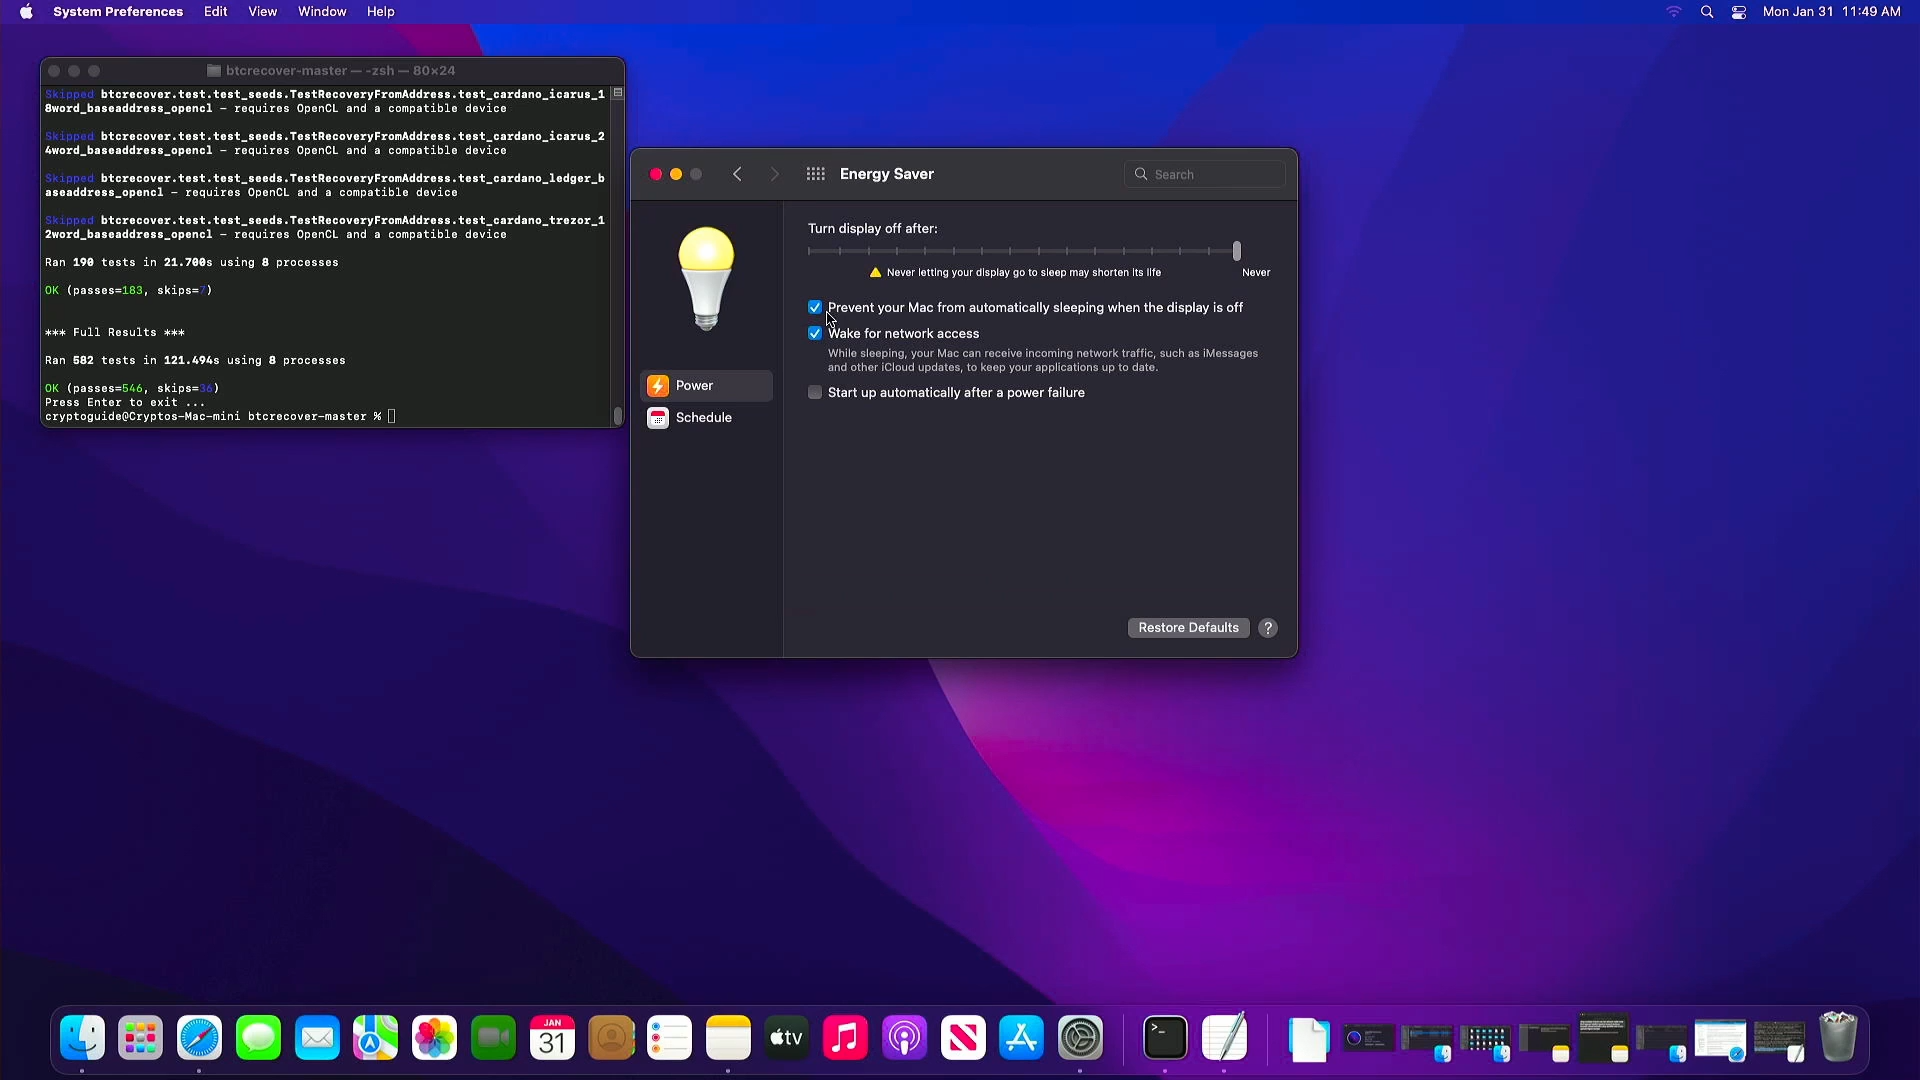 System Preferences Edit View Window Help
Mon Jan 31 11:49 AM
btcrecover-master — -zsh — 80×24
Skipped btcrecover.test.test_seeds.TestRecoveryFromAddress.test_cardano_icarus_1
8word_baseaddress_opencl - requires OpenCL and a compatible device
Skipped btcrecover.test.test_seeds.TestRecoveryFromAddress.test_cardano_icarus_2
4word_baseaddress_opencl - requires OpenCL and a compatible device
Skipped btcrecover.test.test_seeds.TestRecoveryFromAddress.test_cardano_ledger_b
aseaddress_opencl - requires OpenCL and a compatible device
Skipped btcrecover.test.test_seeds.TestRecoveryFromAddress.test_cardano_trezor_1
2word_baseaddress_opencl - requires OpenCL and a compatible device
Ran 190 tests in 21.700s using 8 processes
OK (passes=183, skips=7)
*** Full Results ***
Ran 582 tests in 121.494s using 8 processes
OK (passes=546, skips=36)
Press Enter to exit ...
cryptoguide@Cryptos-Mac-mini btcrecover-master %
Energy Saver
Search
Power
Schedule
Turn display off after:
Never letting your display go to sleep may shorten its life
Never
Prevent your Mac from automatically sleeping when the display is off
Wake for network access
While sleeping, your Mac can receive incoming network traffic, such as iMessages
and other iCloud updates, to keep your applications up to date.
Start up automatically after a power failure
Restore Defaults ?
JAN
31
tv
>_